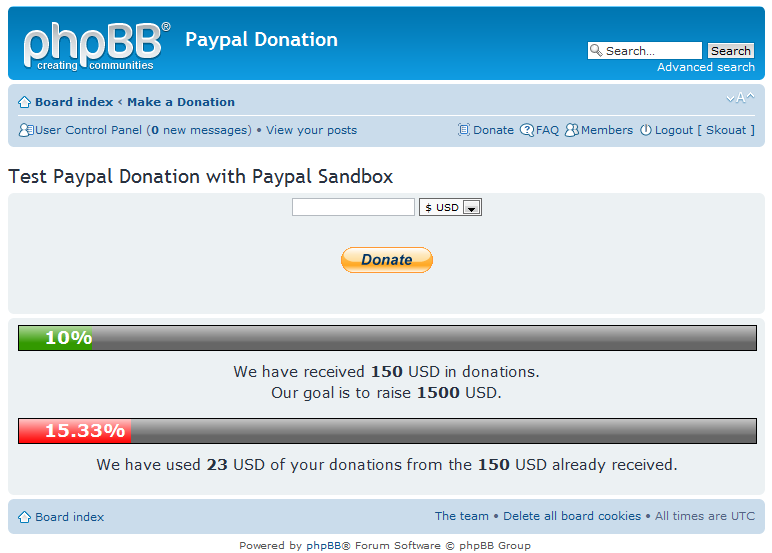 phpBB®
creating communities
Paypal Donation
Search…
Search
Advanced search
Board index ‹ Make a Donation
A
User Control Panel (0 new messages) • View your posts
Donate FAQ Members Logout [ Skouat ]
Test Paypal Donation with Paypal Sandbox
$ USD
Donate
10%
We have received 150 USD in donations.
Our goal is to raise 1500 USD.
15.33%
We have used 23 USD of your donations from the 150 USD already received.
Board index
The team • Delete all board cookies • All times are UTC
Powered by phpBB® Forum Software © phpBB Group